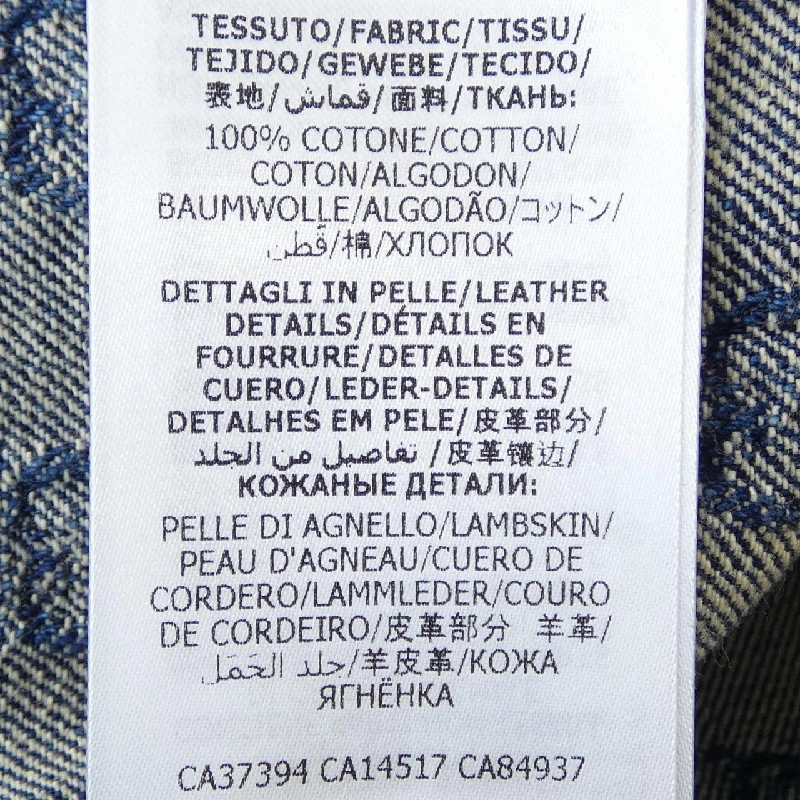 TESSUTO/FABRIC/TISSU/
TEJIDO/GEWEBE/TECIDO/
表地/قماش/面料/ТКАНЬ:
100% COTONE/COTTON/
COTON/ALGODON/
BAUMWOLLE/ALGODÃO/コットン/
قُطن/棉/ХЛОПОК
DETTAGLI IN PELLE/LEATHER
DETAILS/DÉTAILS EN
FOURRURE/DETALLES DE
CUERO/LEDER-DETAILS/
DETALHES EM PELE/皮革部分/
تفاصيل من الجلد/皮革镶边/
КОЖАНЫЕ ДЕТАЛИ:
PELLE DI AGNELLO/LAMBSKIN/
PEAU D'AGNEAU/CUERO DE
CORDERO/LAMMLEDER/COURO
DE CORDEIRO/皮革部分 羊革/
جلد الحَمَل/羊皮革/КОЖА
ЯГНЁНКА
CA37394 CA14517 CA84937